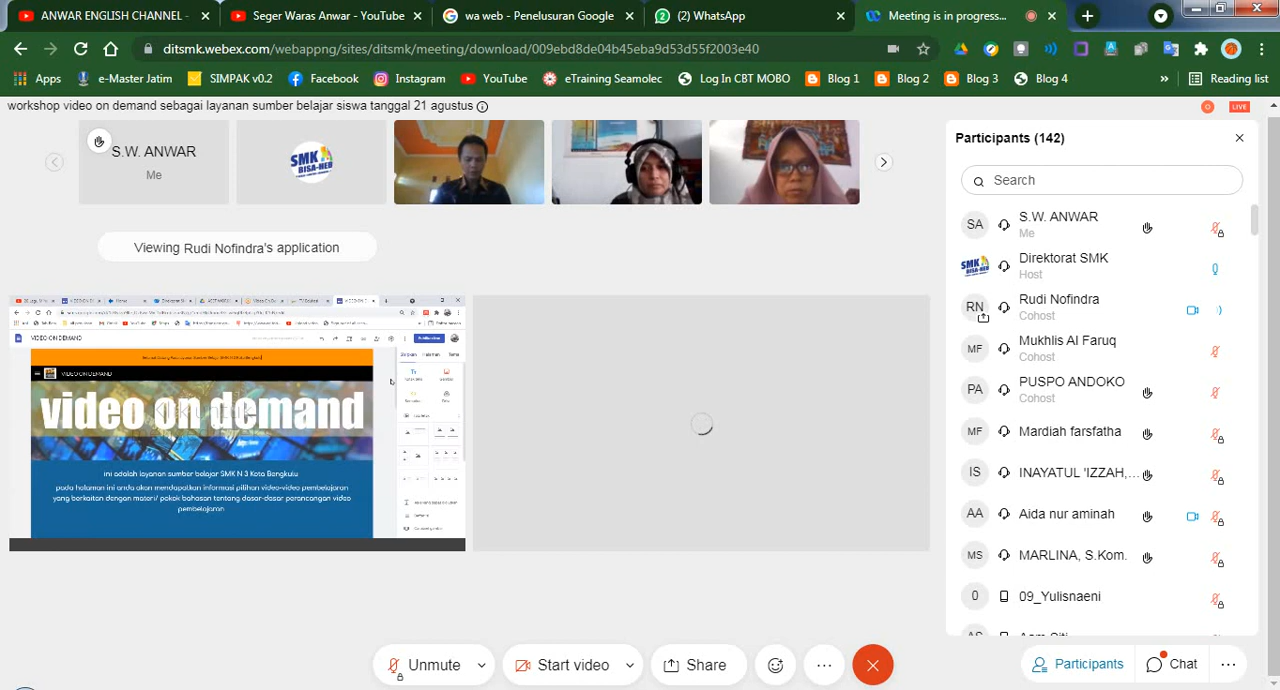 ANWAR ENGLISH CHANNEL -
Seger Waras Anwar - YouTube
wa web - Penelusuran Google
(2) WhatsApp
Meeting is in progress...
ditsmk.webex.com/webappng/sites/ditsmk/meeting/download/009ebd8de04b45eba9d53d55f2003e40
Apps
e-Master Jatim
SIMPAK v0.2
Facebook
Instagram
YouTube
eTraining Seamolec
Log In CBT MOBO
Blog 1
Blog 2
Blog 3
Blog 4
»
Reading list
workshop video on demand sebagai layanan sumber belajar siswa tanggal 21 agustus
LIVE
S.W. ANWAR
Me
SMK
BISA-HEB
Viewing Rudi Nofindra's application
VIDEO ON DEMAND
VIDEO ON DEMAND
video on demand
ini adalah layanan sumber belajar SMK N 3 Kota Bengkulu
pada halaman ini anda akan mendapatkan informasi pilihan video-video pembelajaran
yang berkaitan dengan materi/ pokok bahasan tentang dasar-dasar perancangan video
pembelajaran
Participants (142)
Search
SA
S.W. ANWAR
Me
SMK
Direktorat SMK
Host
RN
Rudi Nofindra
Cohost
MF
Mukhlis Al Faruq
Cohost
PA
PUSPO ANDOKO
Cohost
MF
Mardiah farsfatha
IS
INAYATUL 'IZZAH,...
AA
Aida nur aminah
MS
MARLINA, S.Kom.
0
09_Yulisnaeni
Unmute
Start video
Share
Participants
Chat